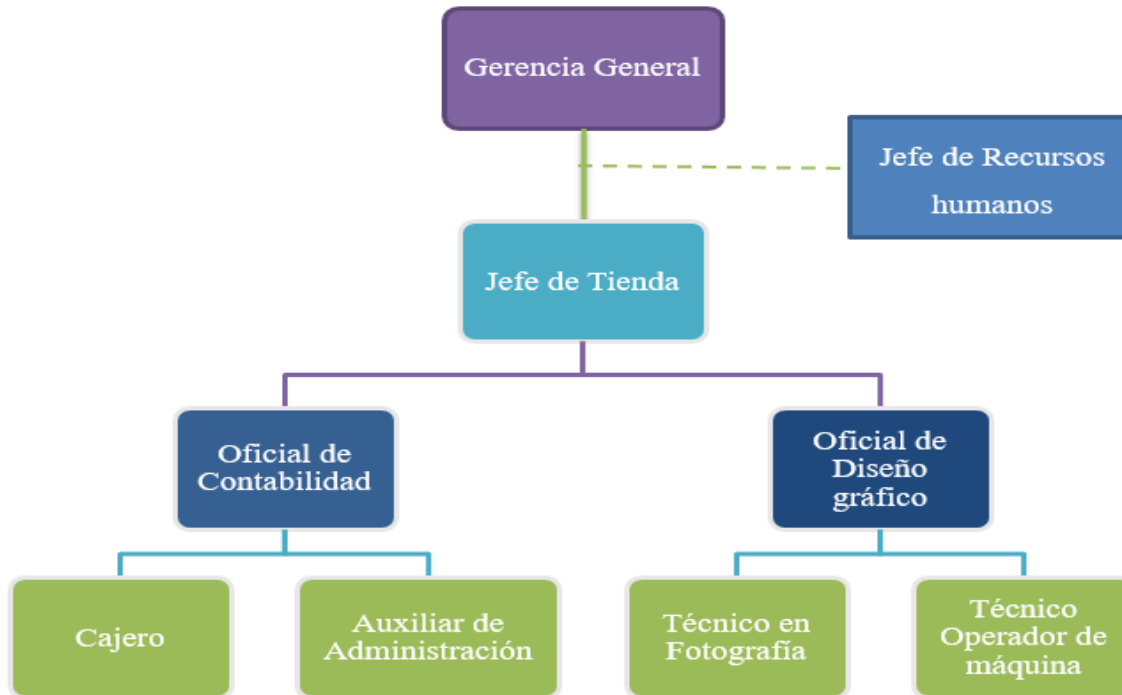 Gerencia General
Jefe de Recursos
humanos
Jefe de Tienda
Oficial de
Contabilidad
Oficial de
Diseño
gráfico
Cajero
Auxiliar de
Administración
Técnico en
Fotografía
Técnico
Operador de
máquina